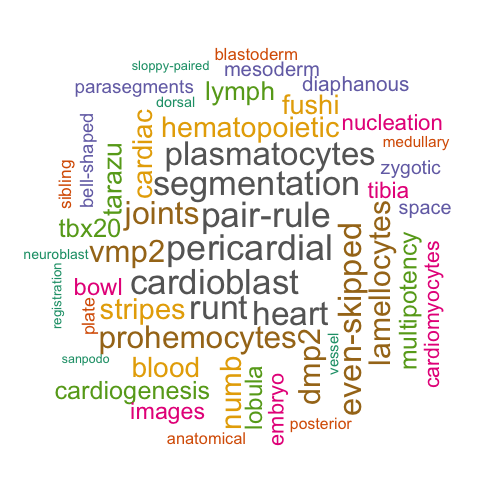 blastoderm
sloppy-paired
mesoderm
parasegments
lymph
diaphanous
dorsal
fushi
cardiac
hematopoietic
nucleation
bell-shaped
tarazu
plasmatocytes
medullary
sibling
segmentation
zygotic
tibia
joints
pair-rule
space
tbx20
vmp2
pericardial
even-skipped
lamellocytes
multipotency
cardiomyocytes
neuroblast
registration
bowl
cardioblast
plate
stripes
runt
heart
prohemocytes
dmp2
vessel
sanpodo
blood
numb
lobula
embryo
cardiogenesis
images
posterior
anatomical